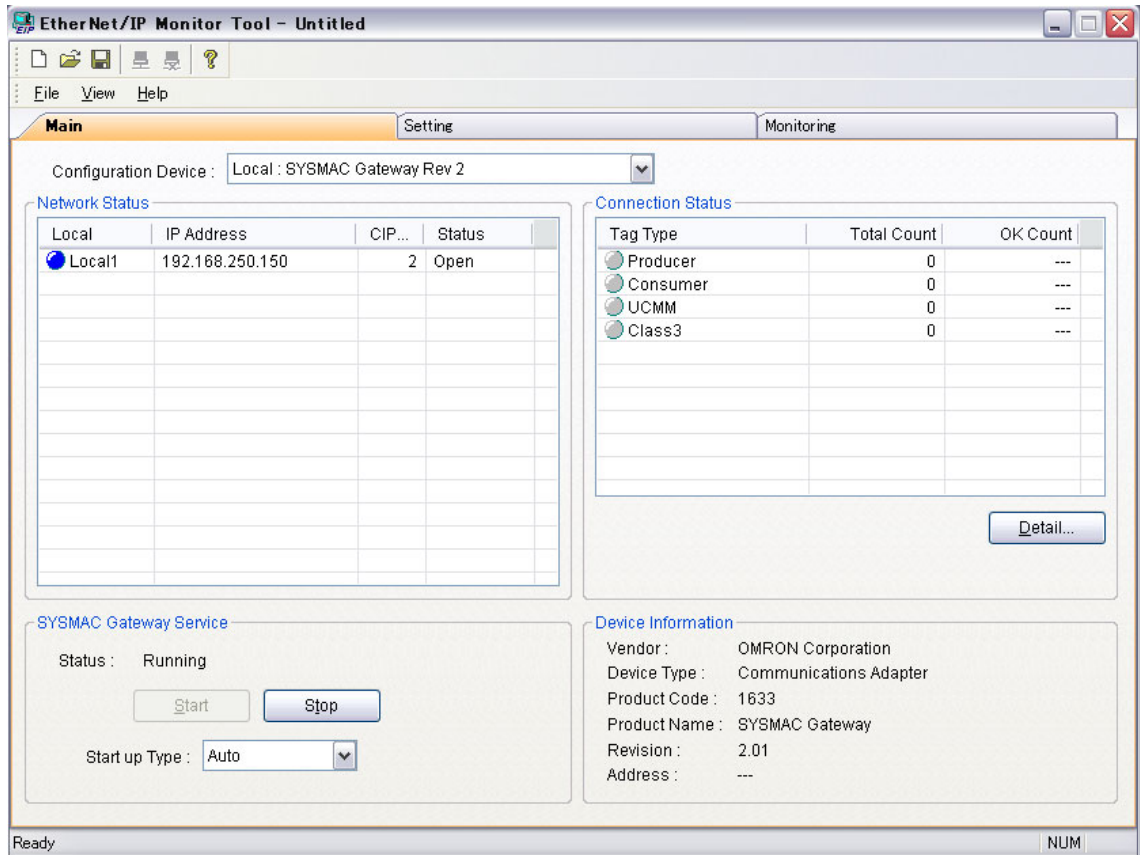 EtherNet/IP Monitor Tool - Untitled
File View Help
Main Setting Monitoring
Configuration Device : Local : SYSMAC Gateway Rev 2
Network Status
Local IP Address CIP... Status
Local1 192.168.250.150 2 Open
Connection Status
Tag Type Total Count OK Count
Producer 0 ---
Consumer 0 ---
UCMM 0 ---
Class3 0 ---
Detail...
SYSMAC Gateway Service
Status : Running
Start Stop
Start up Type : Auto
Device Information
Vendor : OMRON Corporation
Device Type : Communications Adapter
Product Code : 1633
Product Name : SYSMAC Gateway
Revision : 2.01
Address : ---
Ready NUM